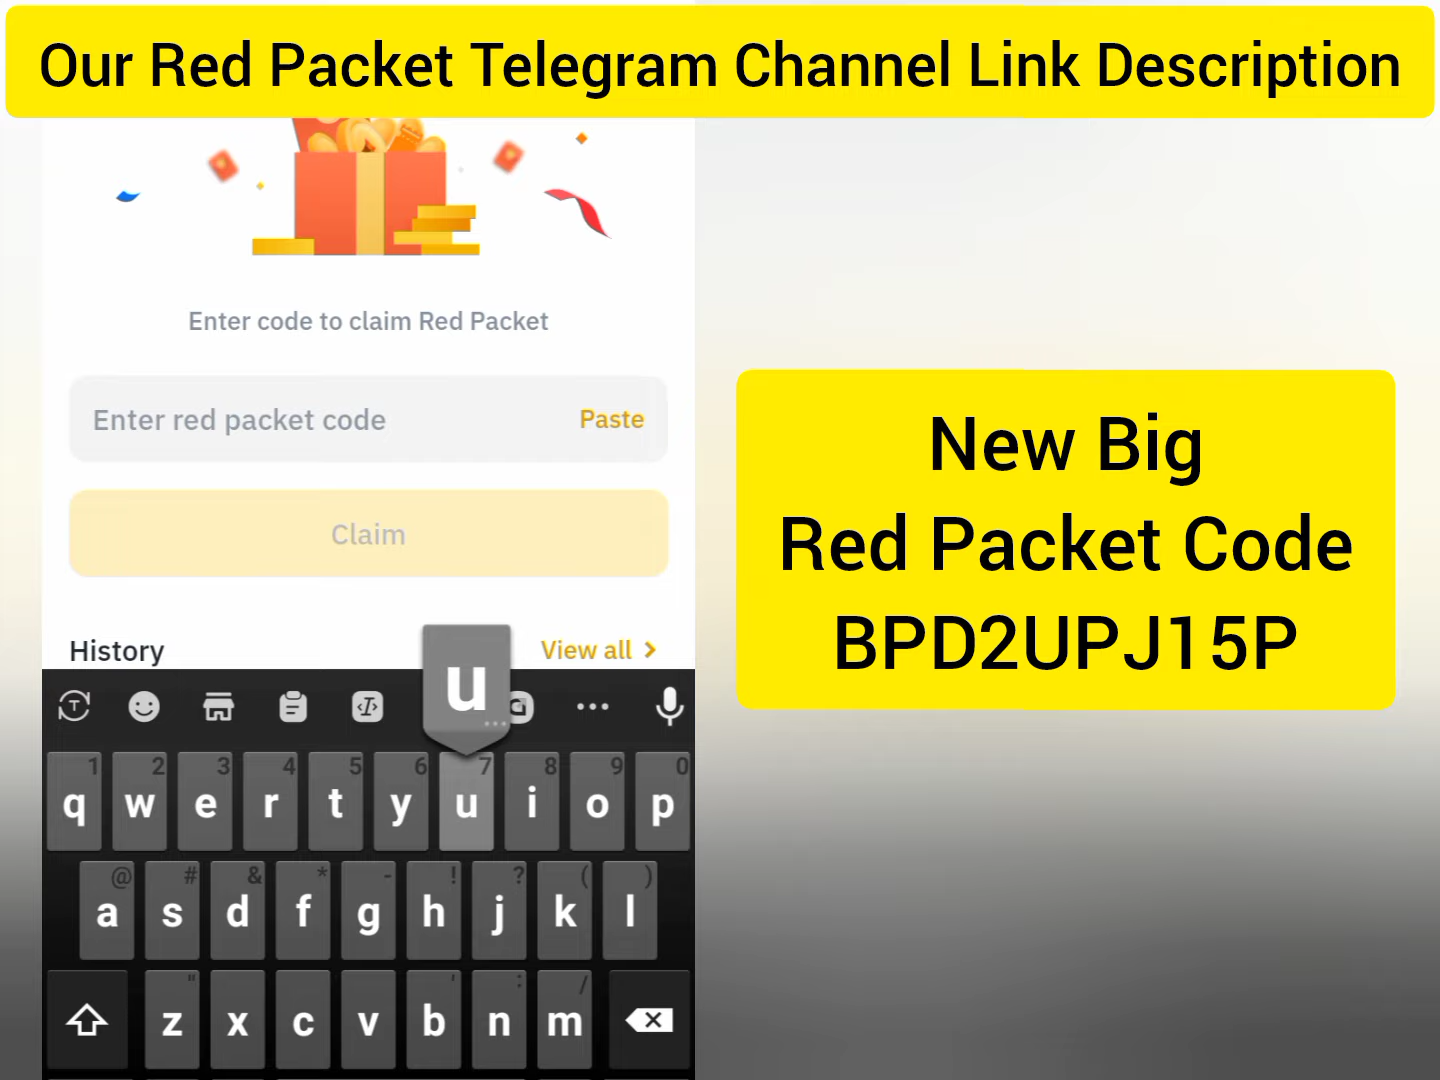 Our Red Packet Telegram Channel Link Description
Enter code to claim Red Packet
Enter red packet code Paste
Claim
History View all >
New Big
Red Packet Code
BPD2UPJ15P
u
1 2 3 4 5 6 7 8 9 0
q w e r t y u i o p
@ # & * - ! ? ( )
a s d f g h j k l
" ' : /
z x c v b n m